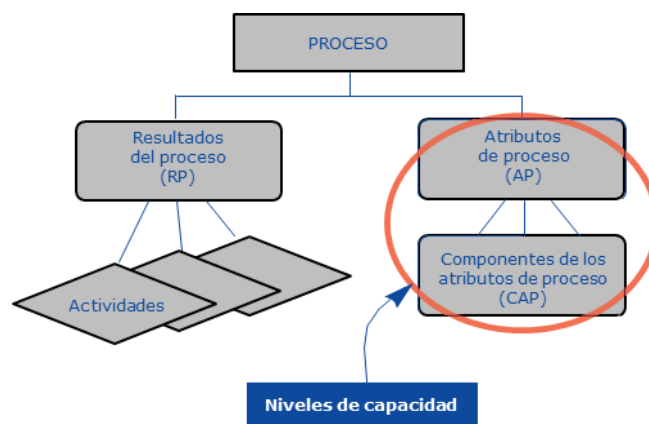 PROCESO
Resultados
del proceso
(RP)
Atributos
de proceso
(AP)
Actividades
Componentes de los
atributos de proceso
(CAP)
Niveles de capacidad